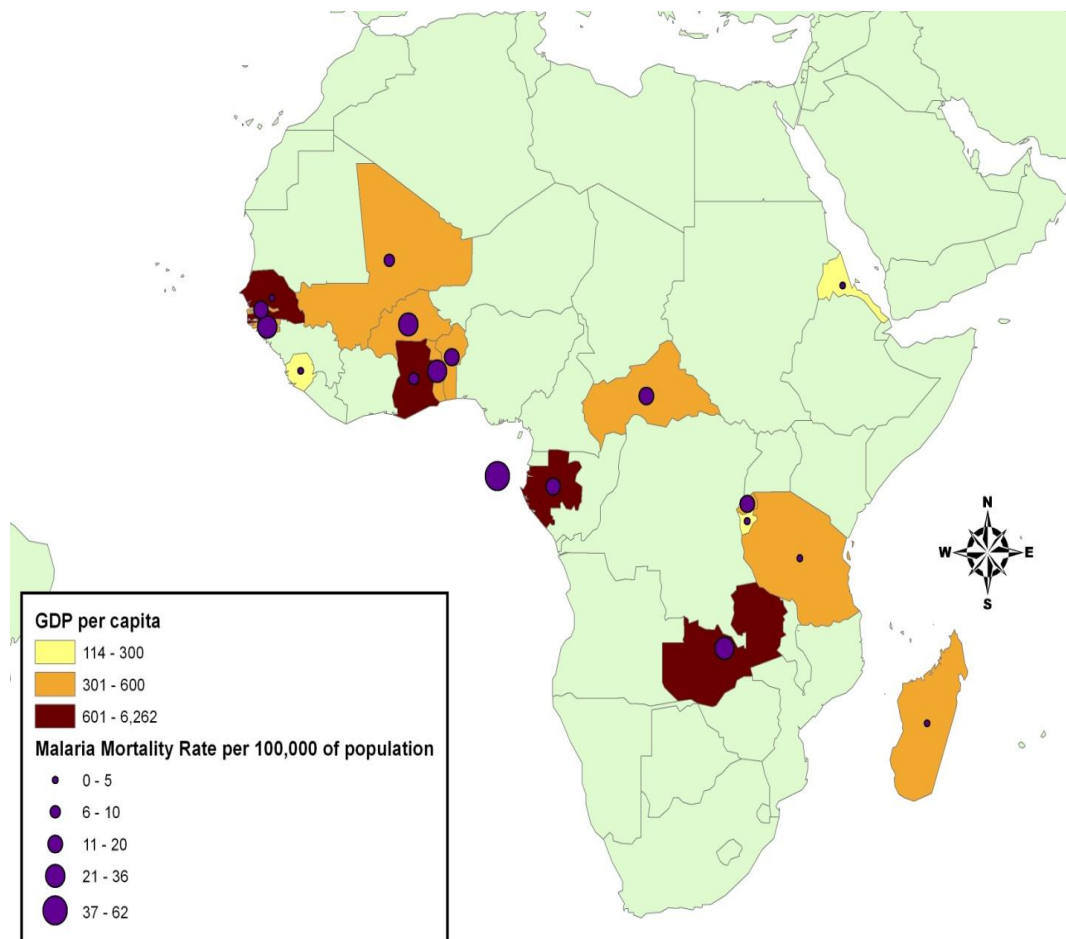 N
W
E
S
GDP per capita
114 - 300
301 - 600
601 - 6,262
Malaria Mortality Rate per 100,000 of population
0 - 5
6 - 10
11 - 20
21 - 36
37 - 62